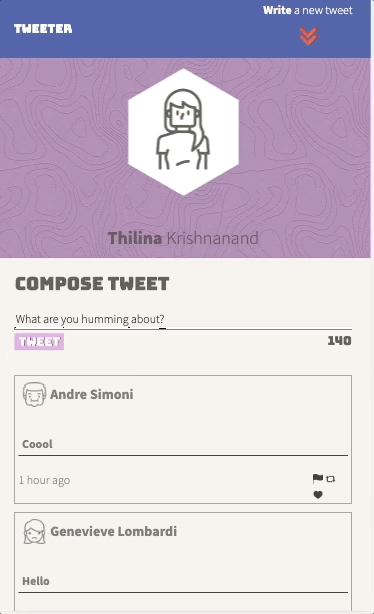 Write a new tweet
TWEETER
Thilina Krishnanand
COMPOSE TWEET
What are you humming about?
TWEET
140
Andre Simoni
Coool
1 hour ago
Genevieve Lombardi
Hello